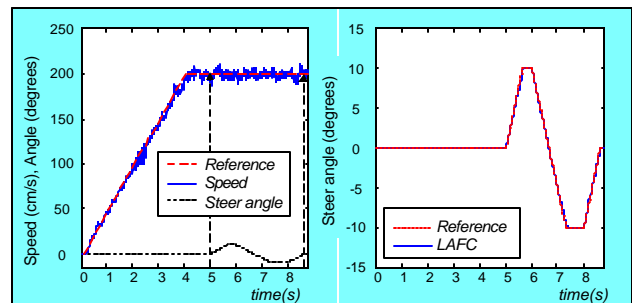 Speed (cm/s), Angle (degrees)
250
200
150
100
50
0
Reference
Speed
Steer angle
0 1 2 3 4 5 6 7 8
time(s)
Steer angle (degrees)
15
10
5
0
-5
-10
-15
Reference
LAFC
0 1 2 3 4 5 6 7 8
time(s)